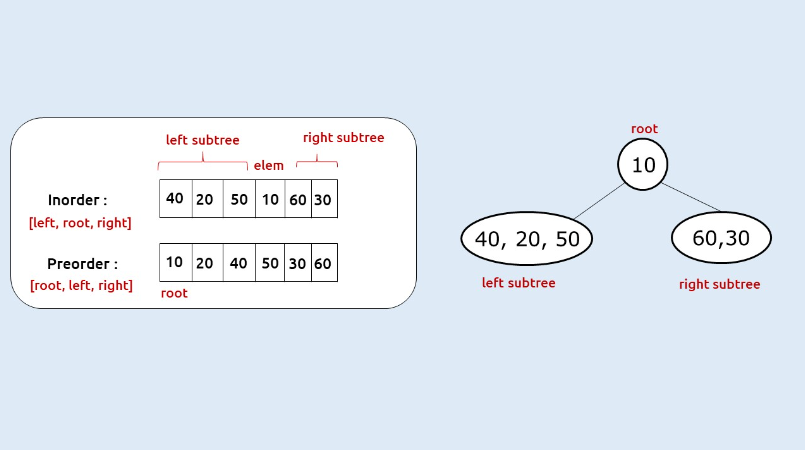 left subtree
right subtree
elem
Inorder :
[left, root, right]
40 20 50 10 60 30
Preorder :
[root, left, right]
10 20 40 50 30 60
root
root
10
40, 20, 50
left subtree
60,30
right subtree